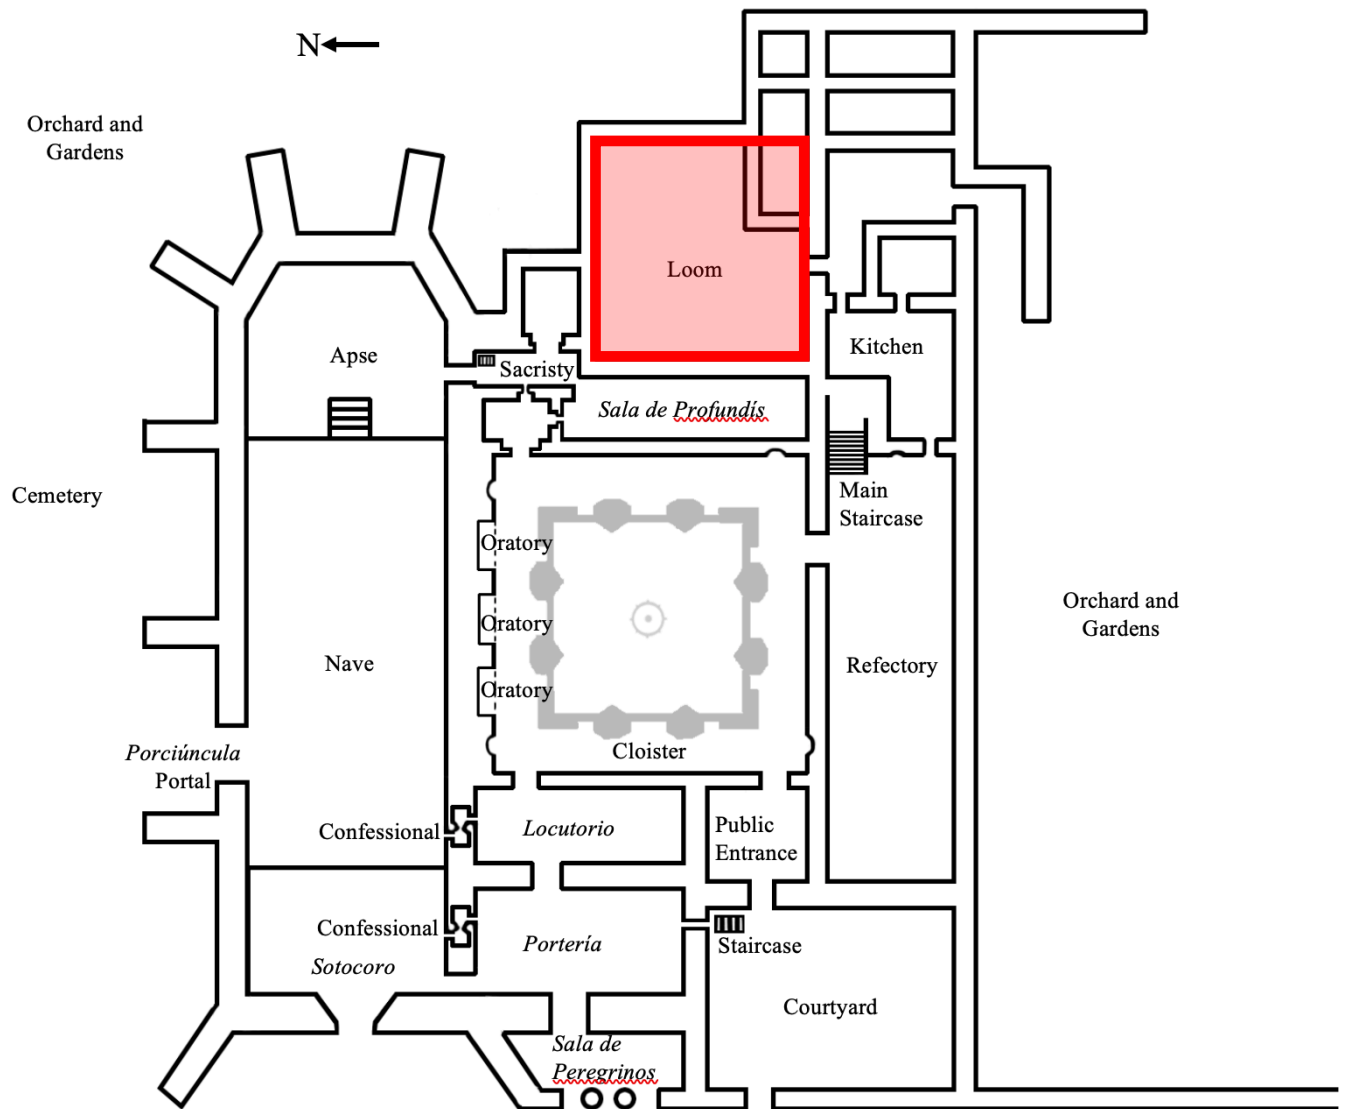 N
Orchard and
Gardens
Loom
Apse
Kitchen
Sacristy
Sala de Profundís
Main
Staircase
Cemetery
Oratory
Oratory
Oratory
Orchard and
Gardens
Nave
Refectory
Porciúncula
Portal
Cloister
Confessional
Locutorio
Public
Entrance
Confessional
Portería
Staircase
Sotocoro
Courtyard
Sala de
Peregrinos